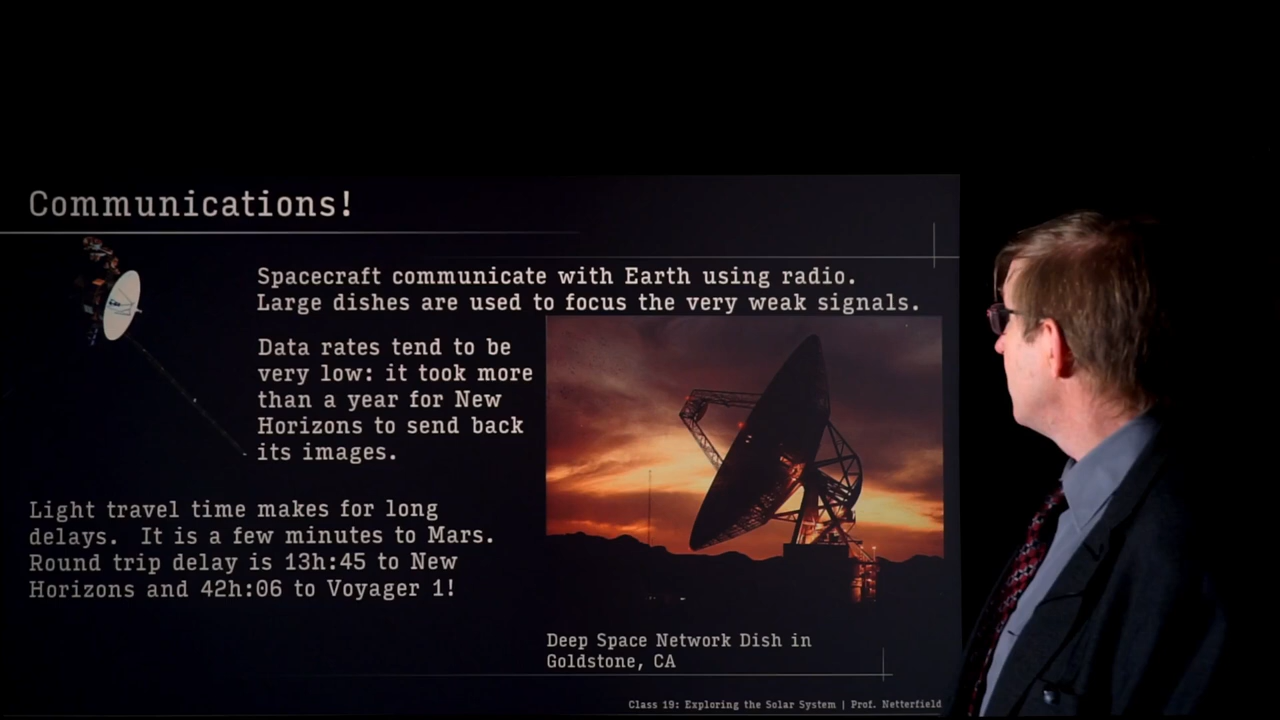 Communications!
Spacecraft communicate with Earth using radio.
Large dishes are used to focus the very weak signals.
Data rates tend to be
very low: it took more
than a year for New
Horizons to send back
its images.
Light travel time makes for long
delays. It is a few minutes to Mars.
Round trip delay is 13h:45 to New
Horizons and 42h:06 to Voyager 1!
Deep Space Network Dish in
Goldstone, CA
Class 19: Exploring the Solar System | Prof. Netterfield